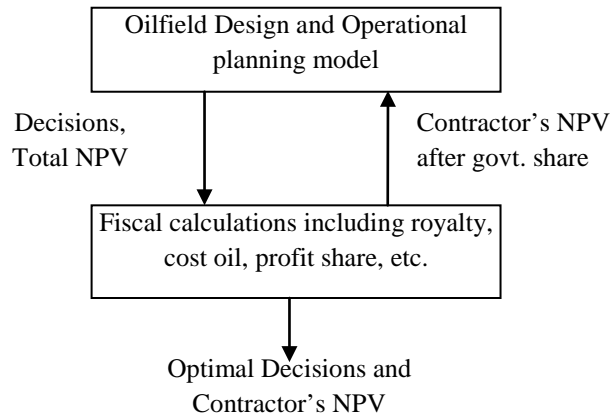 Oilfield Design and Operational
planning model
Decisions,
Total NPV
Contractor's NPV
after govt. share
Fiscal calculations including royalty,
cost oil, profit share, etc.
Optimal Decisions and
Contractor's NPV